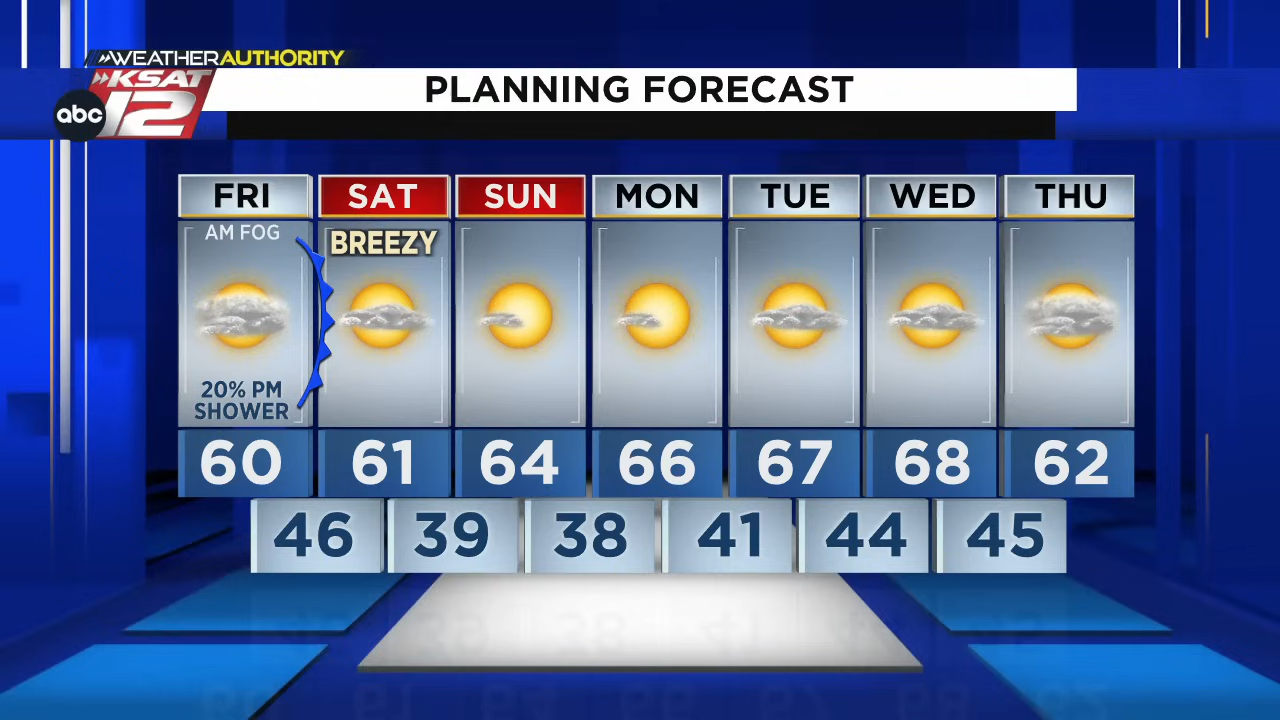 WEATHERAUTHORITY
KSAT
abc 12
PLANNING FORECAST
FRI SAT SUN MON TUE WED THU
AM FOG
BREEZY
20% PM
SHOWER
60 61 64 66 67 68 62
46 39 38 41 44 45